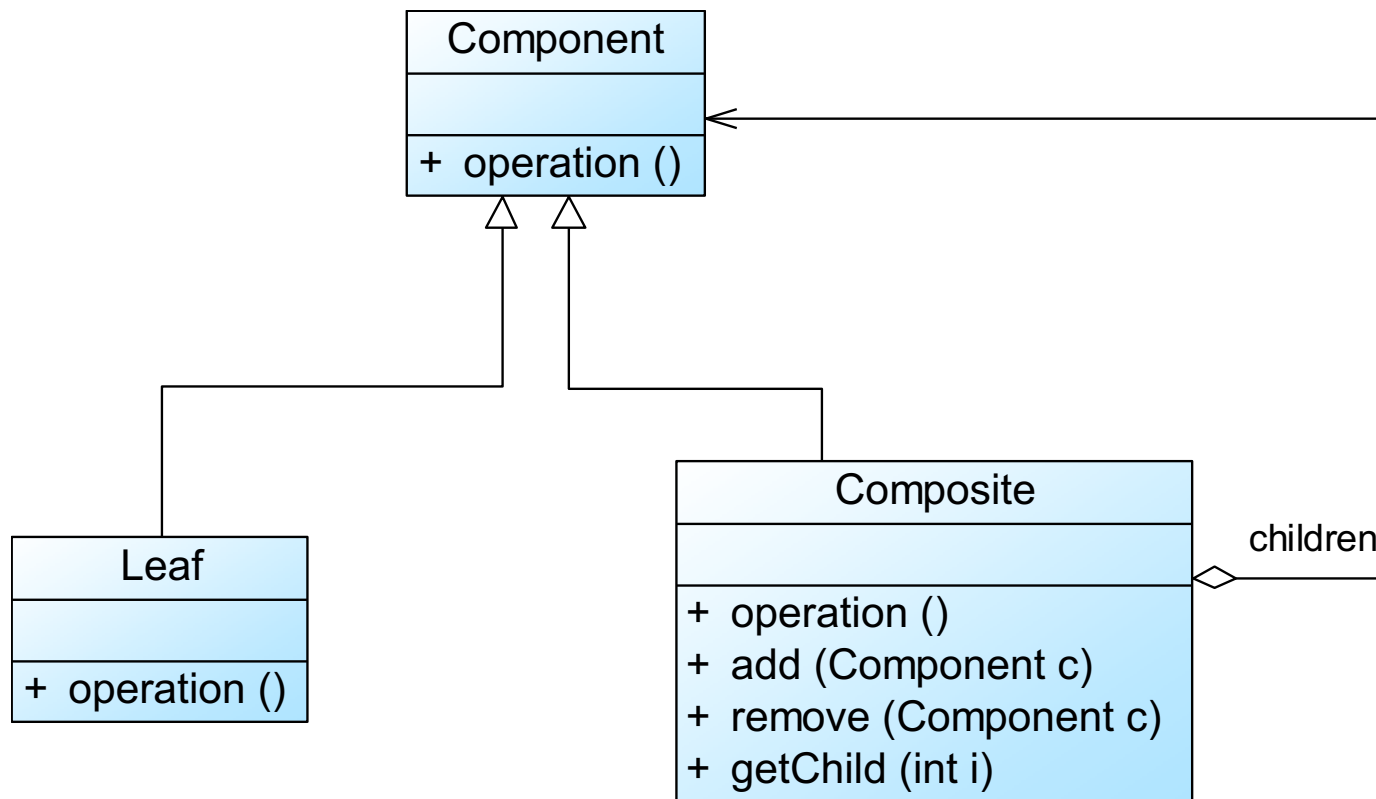 Component
+ operation ()
Leaf
+ operation ()
Composite
+ operation ()
+ add (Component c)
+ remove (Component c)
+ getChild (int i)
children